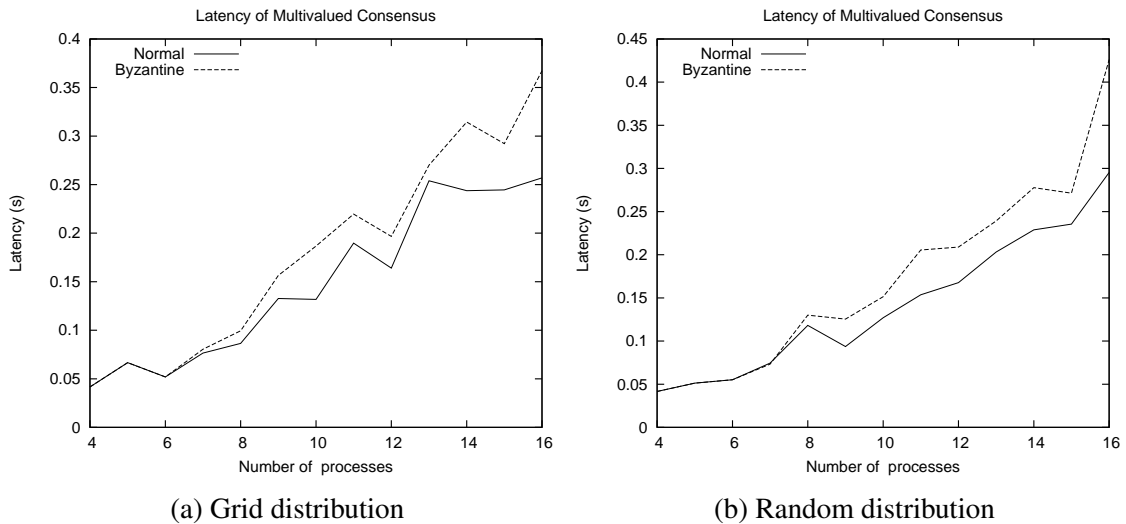 Latency of Multivalued Consensus
0.4
0.35
0.3
0.25
0.2
0.15
0.1
0.05
0
4 6 8 10 12 14 16
Latency (s)
Number of processes
Normal
Byzantine
(a) Grid distribution
Latency of Multivalued Consensus
0.45
0.4
0.35
0.3
0.25
0.2
0.15
0.1
0.05
0
4 6 8 10 12 14 16
Latency (s)
Number of processes
Normal
Byzantine
(b) Random distribution